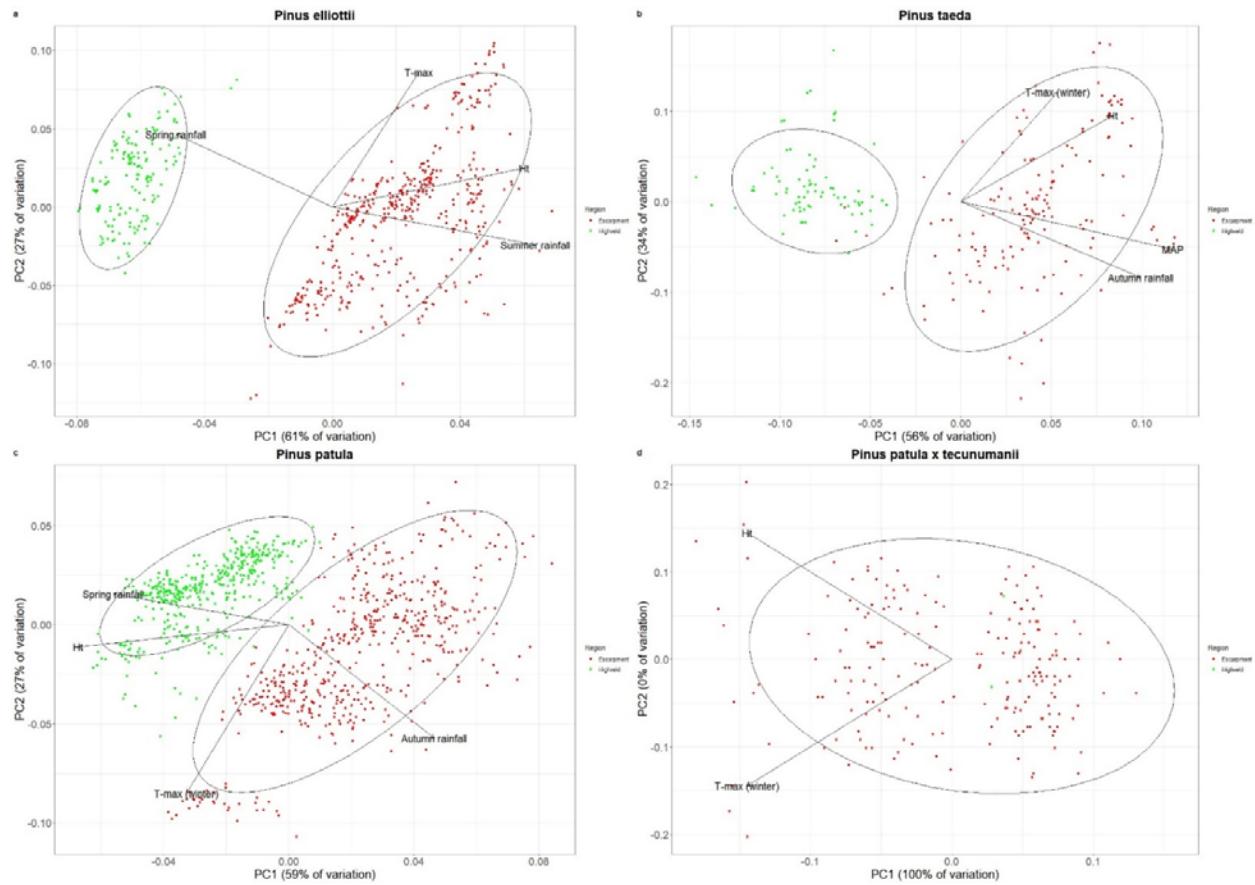 a
Pinus elliottii
0.10
0.05
0.00
-0.05
-0.10
PC2 (27% of variation)
T-max
Spring rainfall
Ht
Summer rainfall
-0.08
-0.04
0.00
0.04
PC1 (61% of variation)
Region
Escarpment
Highveld
b
Pinus taeda
0.1
0.0
-0.1
-0.2
PC2 (34% of variation)
T-max (winter)
Ht
MAP
Autumn rainfall
-0.15
-0.10
-0.05
0.00
0.05
0.10
PC1 (56% of variation)
Region
Escarpment
Highveld
c
Pinus patula
0.05
0.00
-0.05
-0.10
PC2 (27% of variation)
Spring rainfall
Ht
Autumn rainfall
T-max (winter)
-0.04
0.00
0.04
0.08
PC1 (59% of variation)
Region
Escarpment
Highveld
d
Pinus patula x tecunumanii
0.2
0.1
0.0
-0.1
-0.2
PC2 (0% of variation)
Ht
T-max (winter)
-0.1
0.0
0.1
PC1 (100% of variation)
Region
Escarpment
Highveld